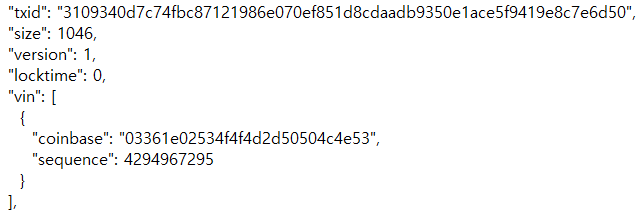 "txid": "3109340d7c74fbc87121986e070ef851d8cdaadb9350e1ace5f9419e8c7e6d50",
"size": 1046,
"version": 1,
"locktime": 0,
"vin": [
{
"coinbase": "03361e02534f4f4d2d50504c4e53",
"sequence": 4294967295
}
],